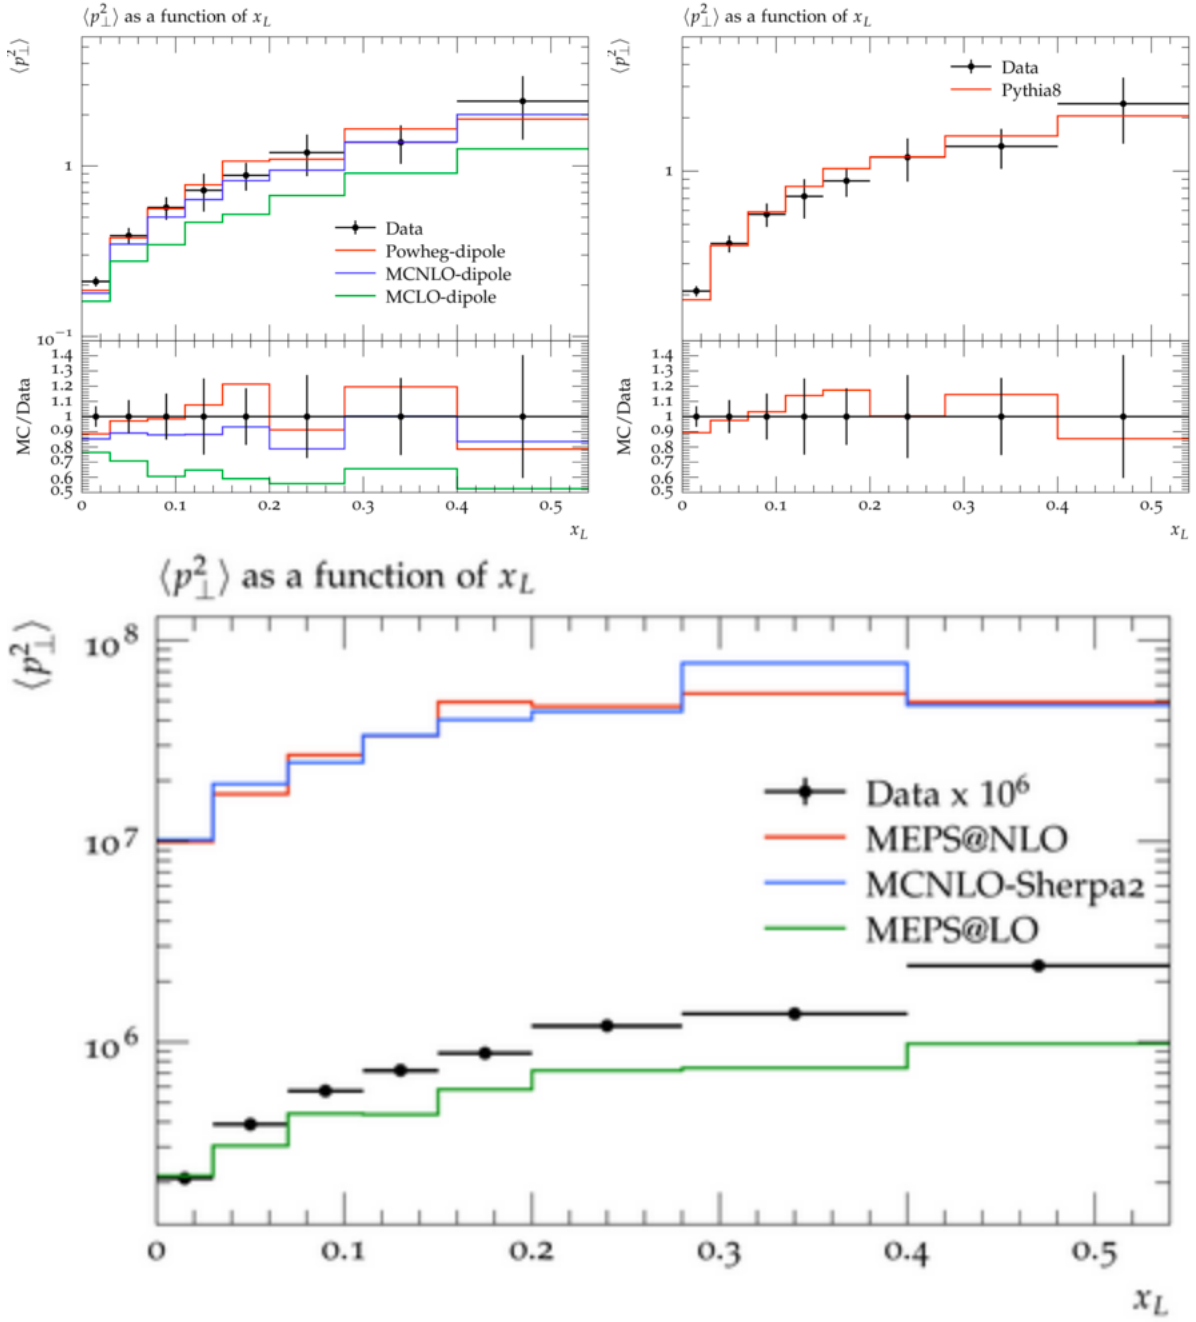 ⟨p²⊥⟩ as a function of x_L
⟨p²⊥⟩
1
10⁻¹
Data
Powheg-dipole
MCNLO-dipole
MCLO-dipole
MC/Data
1.4
1.3
1.2
1.1
1
0.9
0.8
0.7
0.6
0.5
0 0.1 0.2 0.3 0.4 0.5
x_L
⟨p²⊥⟩ as a function of x_L
⟨p²⊥⟩
1
Data
Pythia8
MC/Data
1.4
1.3
1.2
1.1
1
0.9
0.8
0.7
0.6
0.5
0 0.1 0.2 0.3 0.4 0.5
x_L
⟨p²⊥⟩ as a function of x_L
⟨p²⊥⟩
10⁸
10⁷
10⁶
Data x 10⁶
MEPS@NLO
MCNLO-Sherpa2
MEPS@LO
0 0.1 0.2 0.3 0.4 0.5
x_L